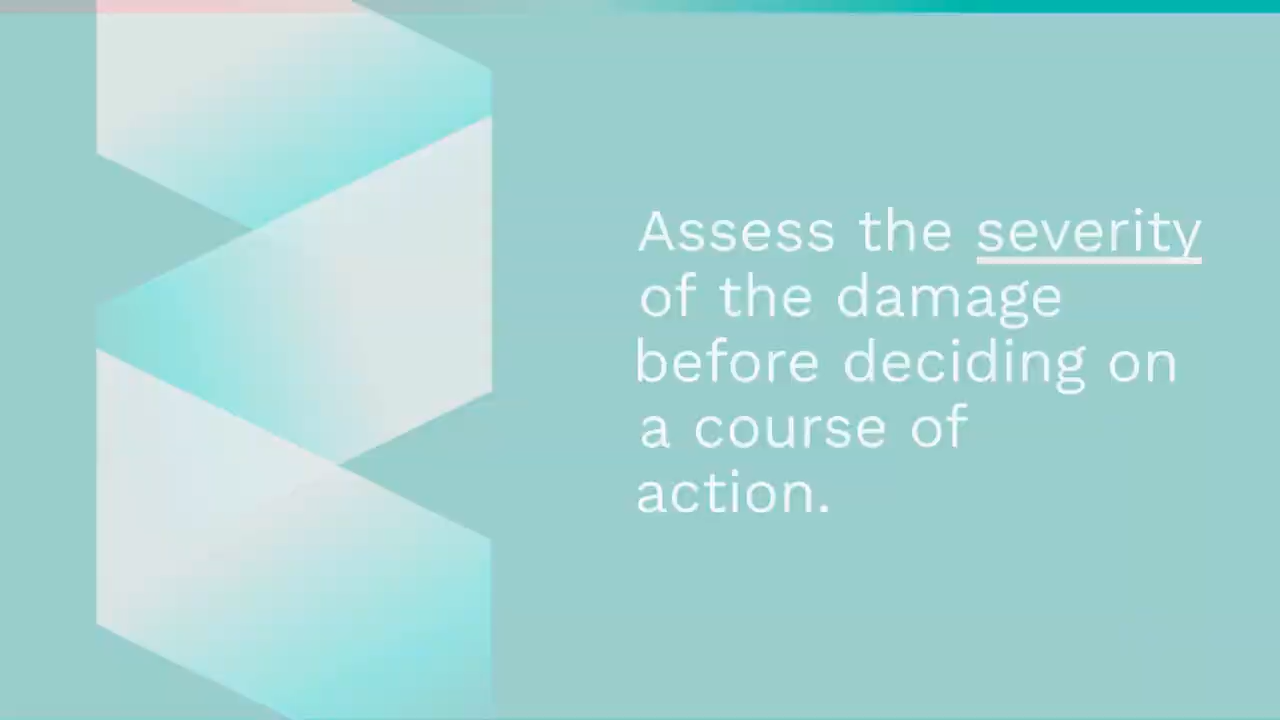 Assess the severity
of the damage
before deciding on
a course of
action.